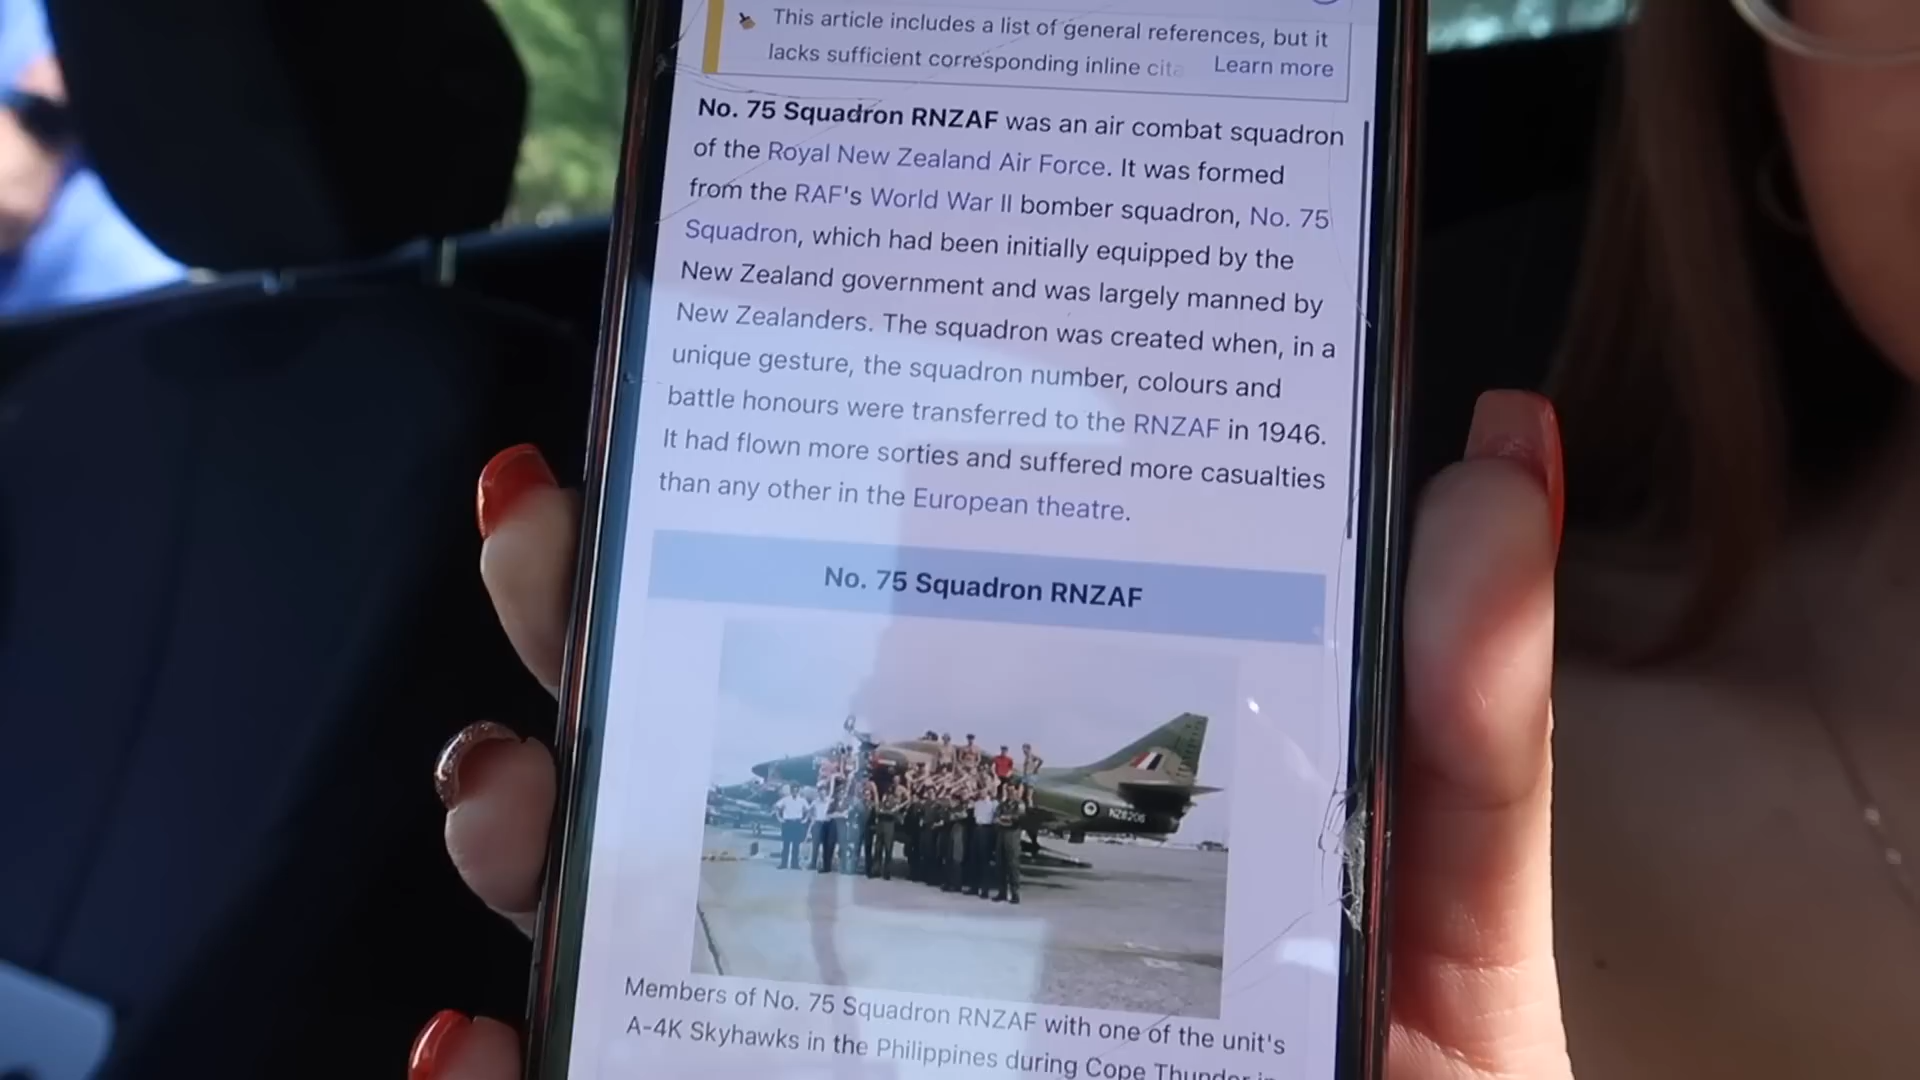 This article includes a list of general references, but it
lacks sufficient corresponding inline cita Learn more
No. 75 Squadron RNZAF was an air combat squadron
of the Royal New Zealand Air Force. It was formed
from the RAF's World War II bomber squadron, No. 75
Squadron, which had been initially equipped by the
New Zealand government and was largely manned by
New Zealanders. The squadron was created when, in a
unique gesture, the squadron number, colours and
battle honours were transferred to the RNZAF in 1946.
It had flown more sorties and suffered more casualties
than any other in the European theatre.
No. 75 Squadron RNZAF
NZ6206
Members of No. 75 Squadron RNZAF with one of the unit's
A-4K Skyhawks in the Philippines during Cope Thunder in